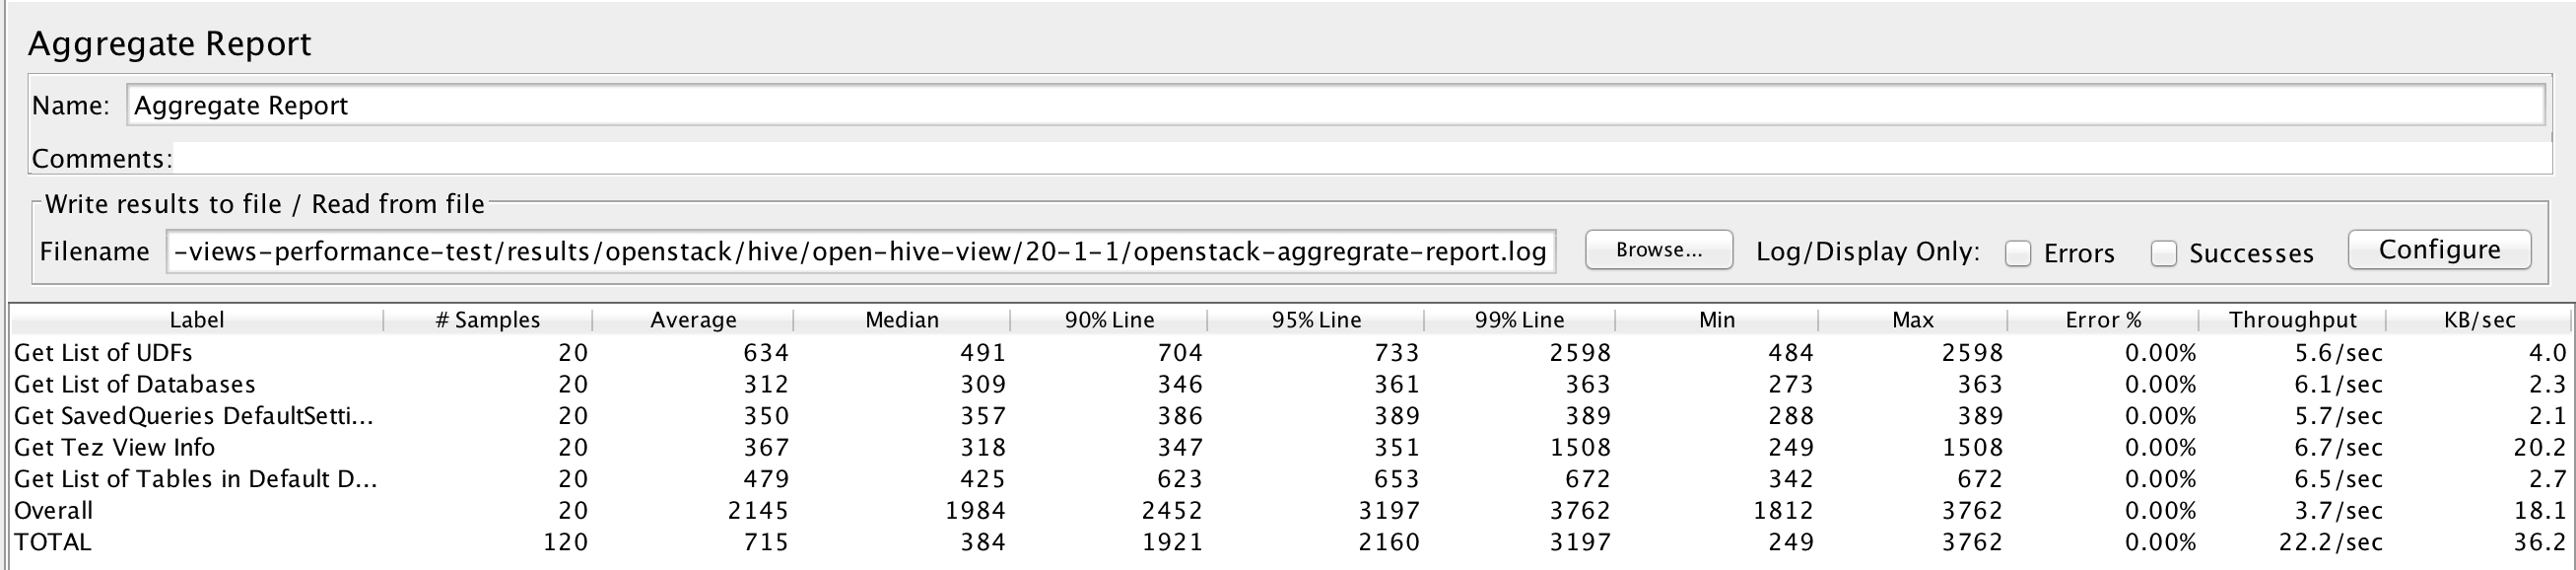 Aggregate Report
Name: Aggregate Report
Comments:
Write results to file / Read from file
Filename -views-performance-test/results/openstack/hive/open-hive-view/20-1-1/openstack-aggregrate-report.log Browse... Log/Display Only: Errors Successes Configure
Label # Samples Average Median 90% Line 95% Line 99% Line Min Max Error % Throughput KB/sec
Get List of UDFs 20 634 491 704 733 2598 484 2598 0.00% 5.6/sec 4.0
Get List of Databases 20 312 309 346 361 363 273 363 0.00% 6.1/sec 2.3
Get SavedQueries DefaultSetti... 20 350 357 386 389 389 288 389 0.00% 5.7/sec 2.1
Get Tez View Info 20 367 318 347 351 1508 249 1508 0.00% 6.7/sec 20.2
Get List of Tables in Default D... 20 479 425 623 653 672 342 672 0.00% 6.5/sec 2.7
Overall 20 2145 1984 2452 3197 3762 1812 3762 0.00% 3.7/sec 18.1
TOTAL 120 715 384 1921 2160 3197 249 3762 0.00% 22.2/sec 36.2